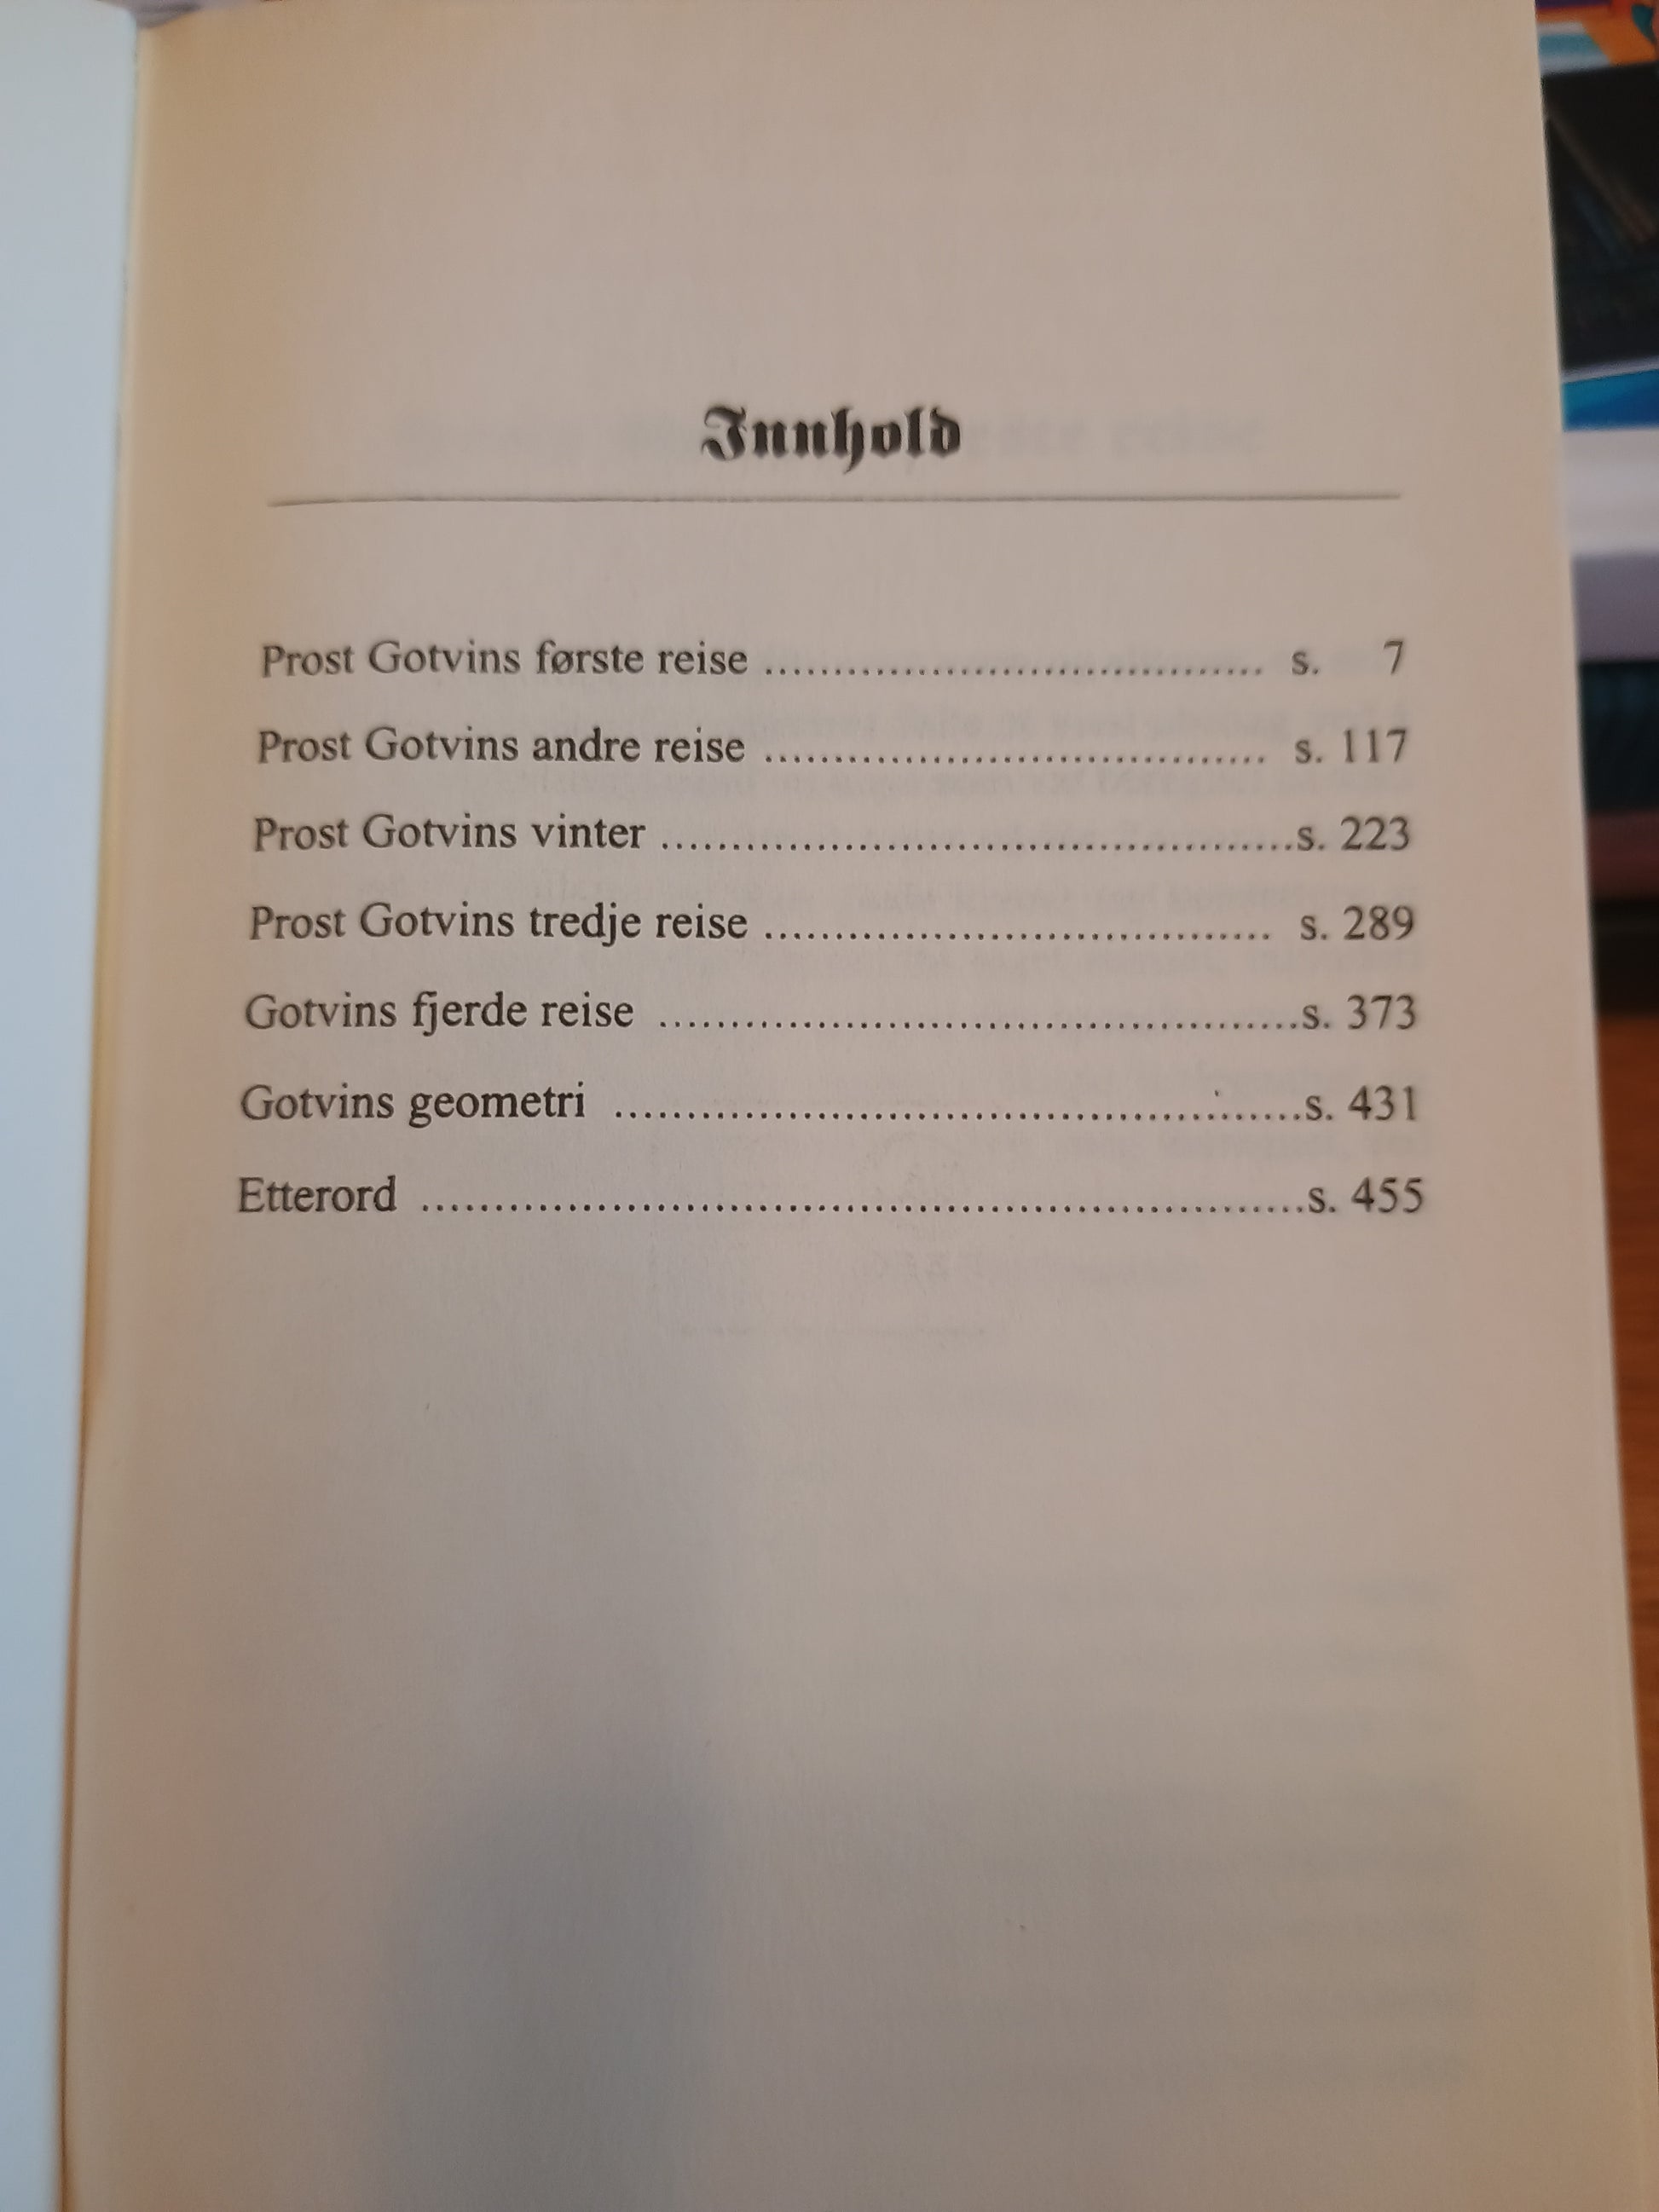 Innhold
Prost Gotvins første reise ................................... s. 7
Prost Gotvins andre reise ................................... s. 117
Prost Gotvins vinter .............................................s. 223
Prost Gotvins tredje reise ................................... s. 289
Gotvins fjerde reise .............................................s. 373
Gotvins geometri ................................................s. 431
Etterord ..............................................................s. 455